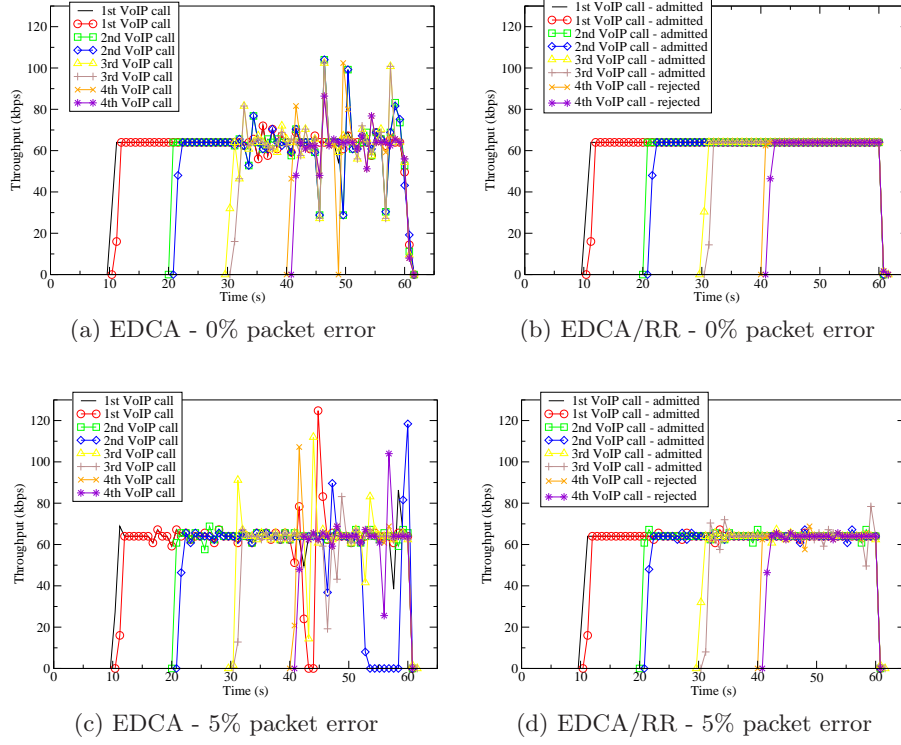 1st VoIP call
1st VoIP call
2nd VoIP call
2nd VoIP call
3rd VoIP call
3rd VoIP call
4th VoIP call
4th VoIP call
Throughput (kbps)
120
100
80
60
40
20
0
0 10 20 30 40 50 60
Time (s)
(a) EDCA - 0% packet error
1st VoIP call - admitted
1st VoIP call - admitted
2nd VoIP call - admitted
2nd VoIP call - admitted
3rd VoIP call - admitted
3rd VoIP call - admitted
4th VoIP call - rejected
4th VoIP call - rejected
Throughput (kbps)
120
100
80
60
40
20
0
0 10 20 30 40 50 60
Time (s)
(b) EDCA/RR - 0% packet error
1st VoIP call
1st VoIP call
2nd VoIP call
2nd VoIP call
3rd VoIP call
3rd VoIP call
4th VoIP call
4th VoIP call
Throughput (kbps)
120
100
80
60
40
20
0
0 10 20 30 40 50 60
Time (s)
(c) EDCA - 5% packet error
1st VoIP call - admitted
1st VoIP call - admitted
2nd VoIP call - admitted
2nd VoIP call - admitted
3rd VoIP call - admitted
3rd VoIP call - admitted
4th VoIP call - rejected
4th VoIP call - rejected
Throughput (kbps)
120
100
80
60
40
20
0
0 10 20 30 40 50 60
Time (s)
(d) EDCA/RR - 5% packet error